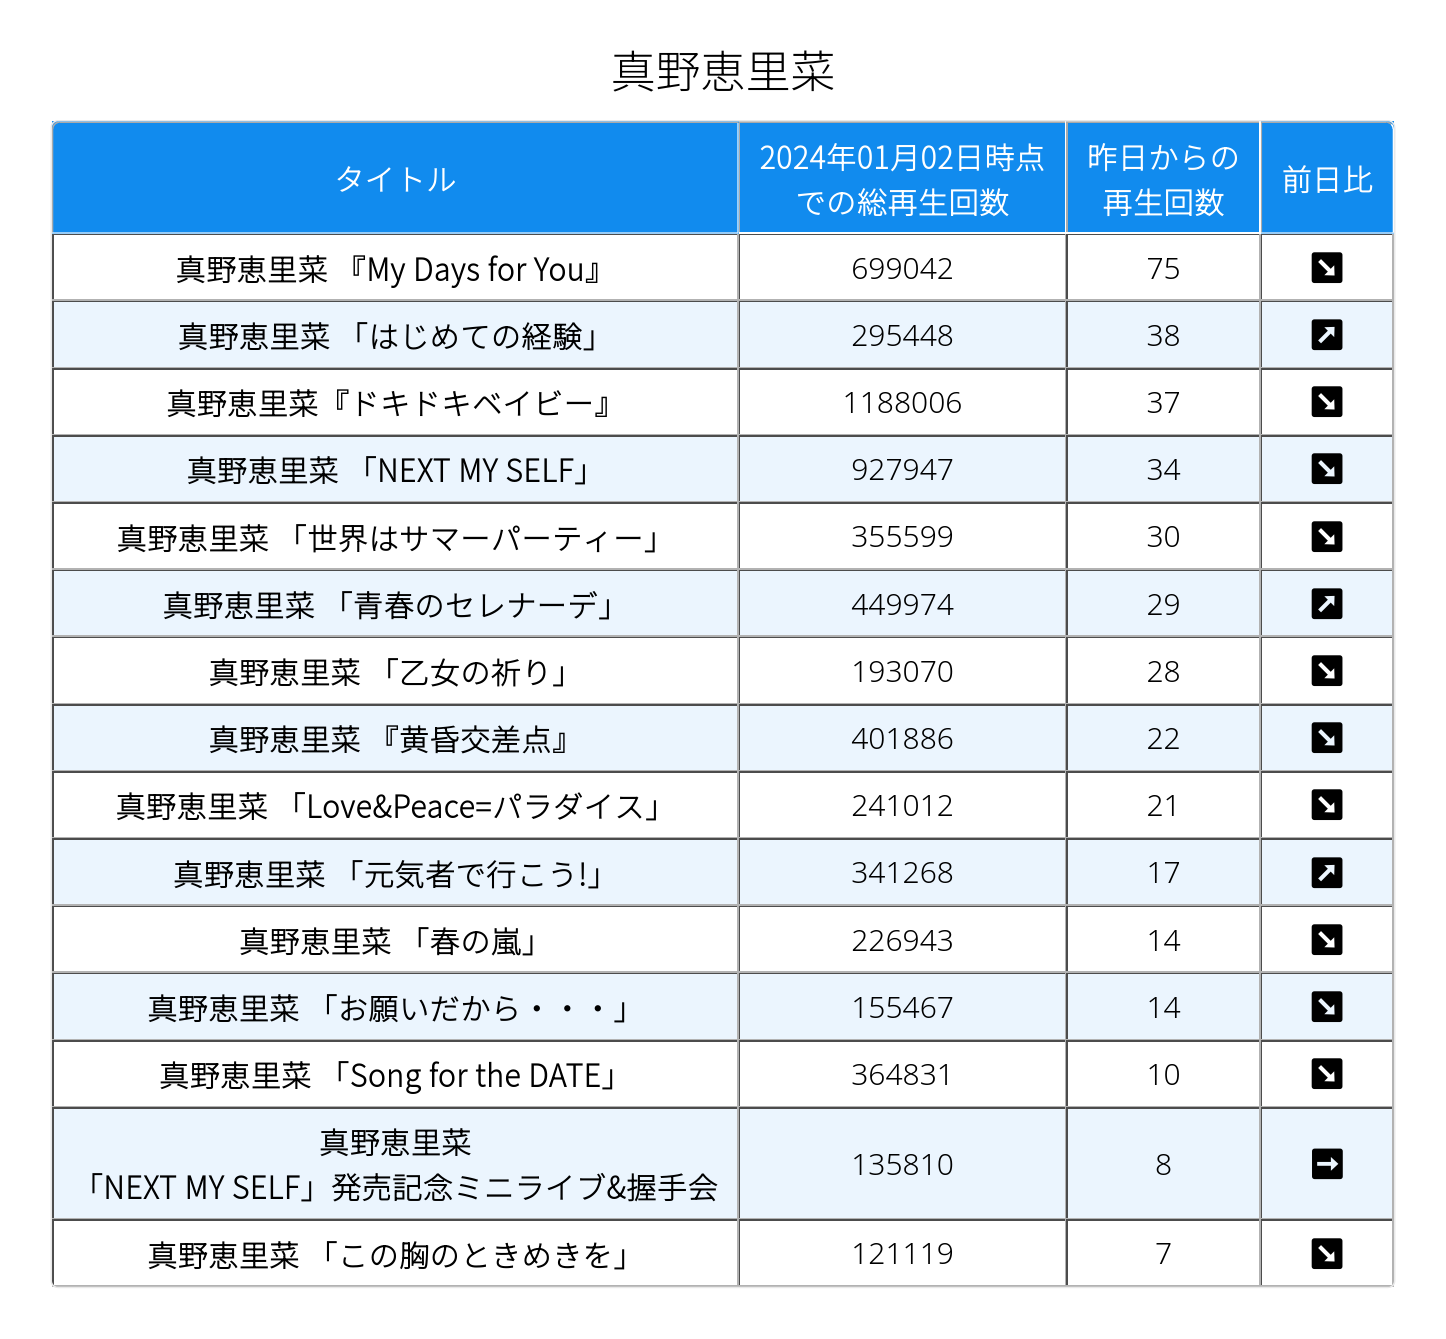 真野恵里菜
タイトル
2024年01月02日時点
での総再生回数
昨日からの
再生回数
前日比
真野恵里菜 『My Days for You』 699042 75 ↘
真野恵里菜 「はじめての経験」 295448 38 ↗
真野恵里菜『ドキドキベイビー』 1188006 37 ↘
真野恵里菜 「NEXT MY SELF」 927947 34 ↘
真野恵里菜 「世界はサマーパーティー」 355599 30 ↘
真野恵里菜 「青春のセレナーデ」 449974 29 ↗
真野恵里菜 「乙女の祈り」 193070 28 ↘
真野恵里菜 『黄昏交差点』 401886 22 ↘
真野恵里菜 「Love&Peace=パラダイス」 241012 21 ↘
真野恵里菜 「元気者で行こう!」 341268 17 ↗
真野恵里菜 「春の嵐」 226943 14 ↘
真野恵里菜 「お願いだから・・・」 155467 14 ↘
真野恵里菜 「Song for the DATE」 364831 10 ↘
真野恵里菜
「NEXT MY SELF」発売記念ミニライブ&握手会 135810 8 →
真野恵里菜 「この胸のときめきを」 121119 7 ↘